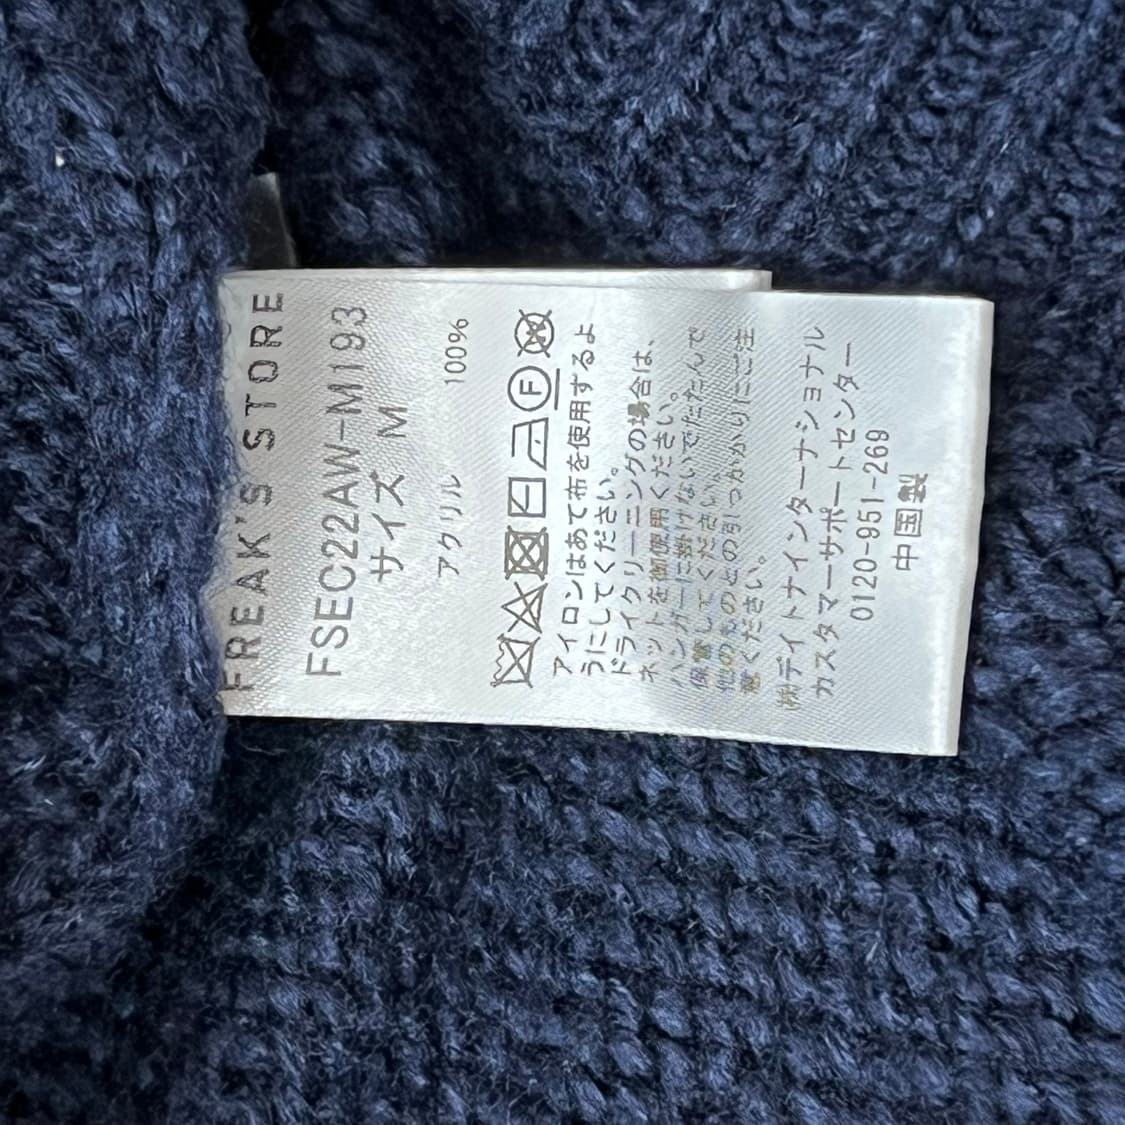 FREAK'S STORE
FSEC22AW-M193
サイズ M
アクリル 100%
F W
アイロンはあて布を使用するよ
うにしてください。
ドライクリーニングの場合は、
ネットを御使用ください。
ハンガーに掛けないでたたんで
保管してください。
他のものとの引っかかりにご注
意ください。
㈱デイトナインターナショナル
カスタマーサポートセンター
0120-951-269
中国製